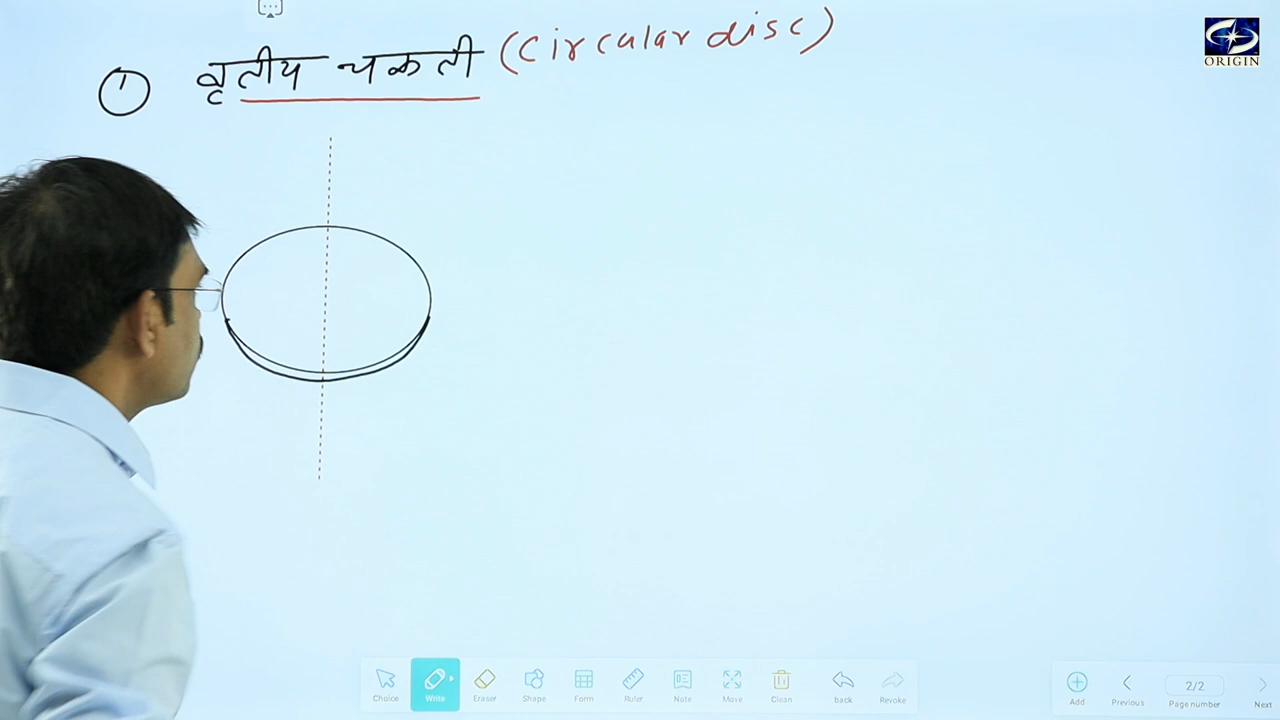 ① वृतीय चकती (Circular disc)
ORIGIN
Choice Write Eraser Shape Form Ruler Note Move Clean back Revoke
Add Previous 2/2 Page number Next